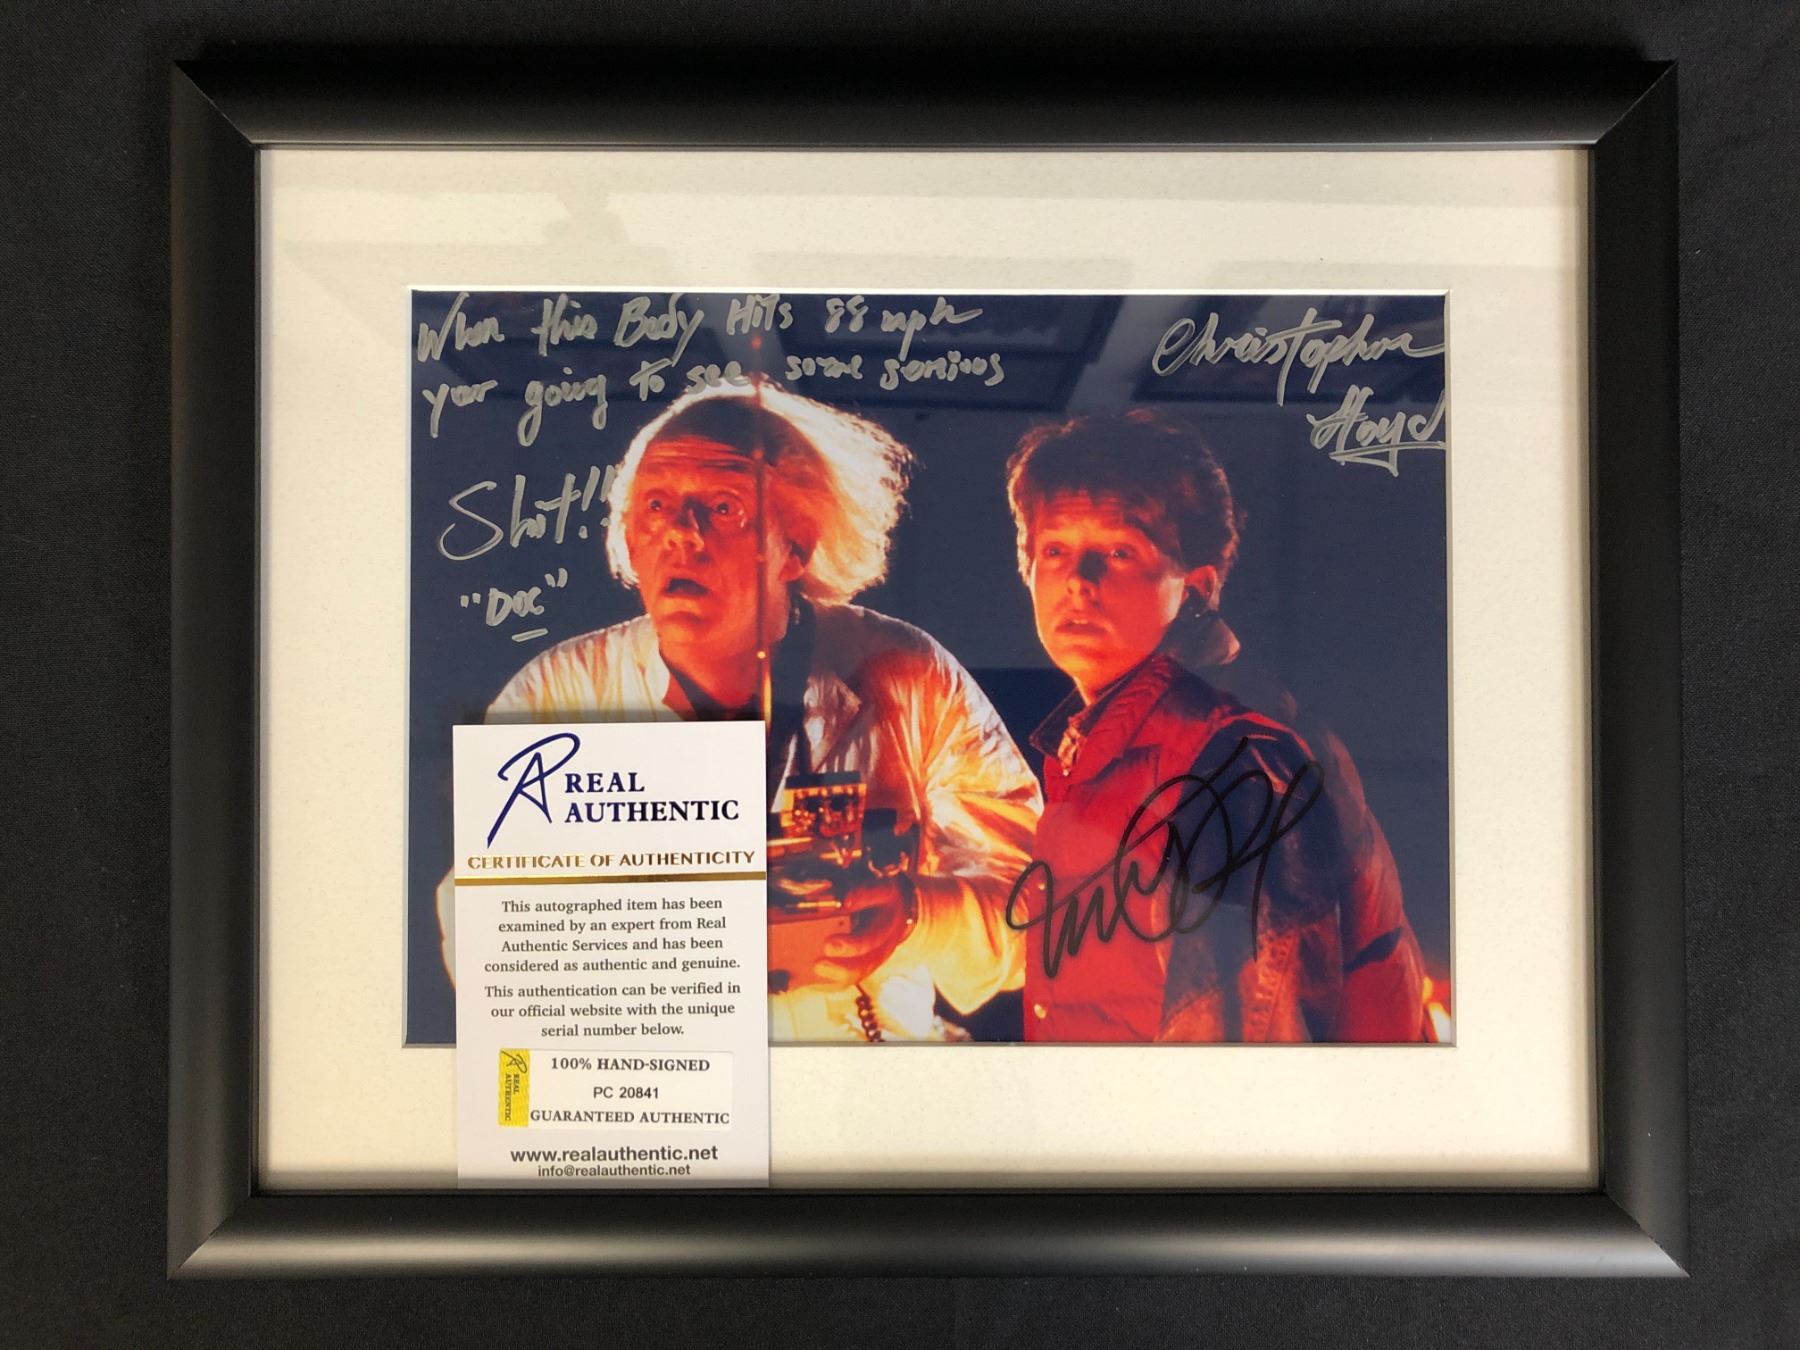 When this Body Hits 88 mph
your going to see some serious
Shit!!
"Doc"
Christopher
Lloyd
REAL
AUTHENTIC
CERTIFICATE OF AUTHENTICITY
This autographed item has been
examined by an expert from Real
Authentic Services and has been
considered as authentic and genuine.
This authentication can be verified in
our official website with the unique
serial number below.
REAL
AUTHENTIC
100% HAND-SIGNED
PC 20841
GUARANTEED AUTHENTIC
www.realauthentic.net
info@realauthentic.net